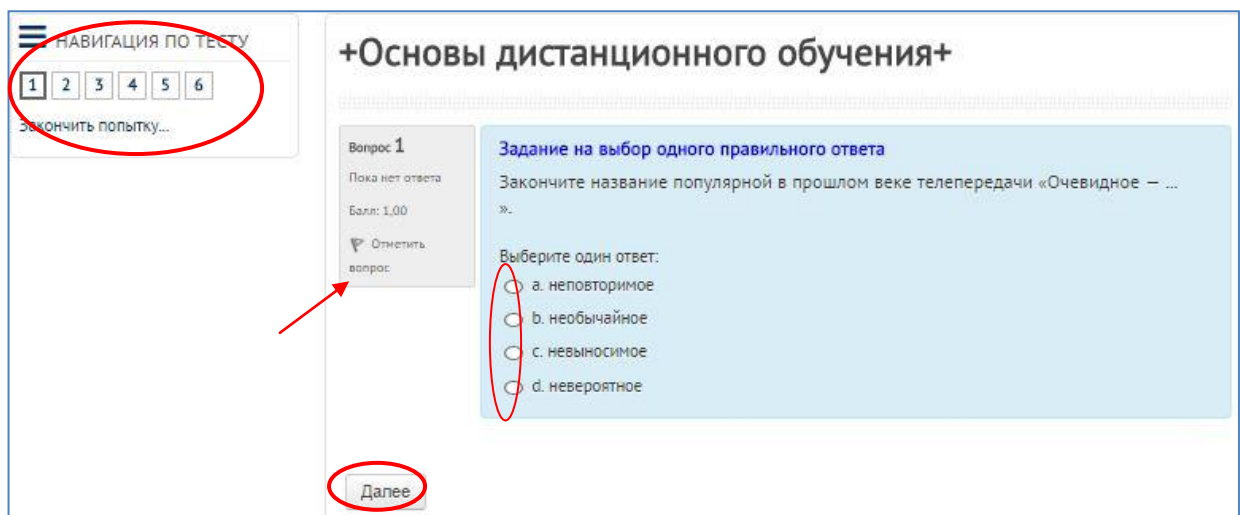 НАВИГАЦИЯ ПО ТЕСТУ
1 2 3 4 5 6
Закончить попытку...
+Основы дистанционного обучения+
Вопрос 1
Пока нет ответа
Балл: 1,00
Отметить
вопрос
Задание на выбор одного правильного ответа
Закончите название популярной в прошлом веке телепередачи «Очевидное — ...
».
Выберите один ответ:
a. неповторимое
b. необычайное
c. невыносимое
d. невероятное
Далее